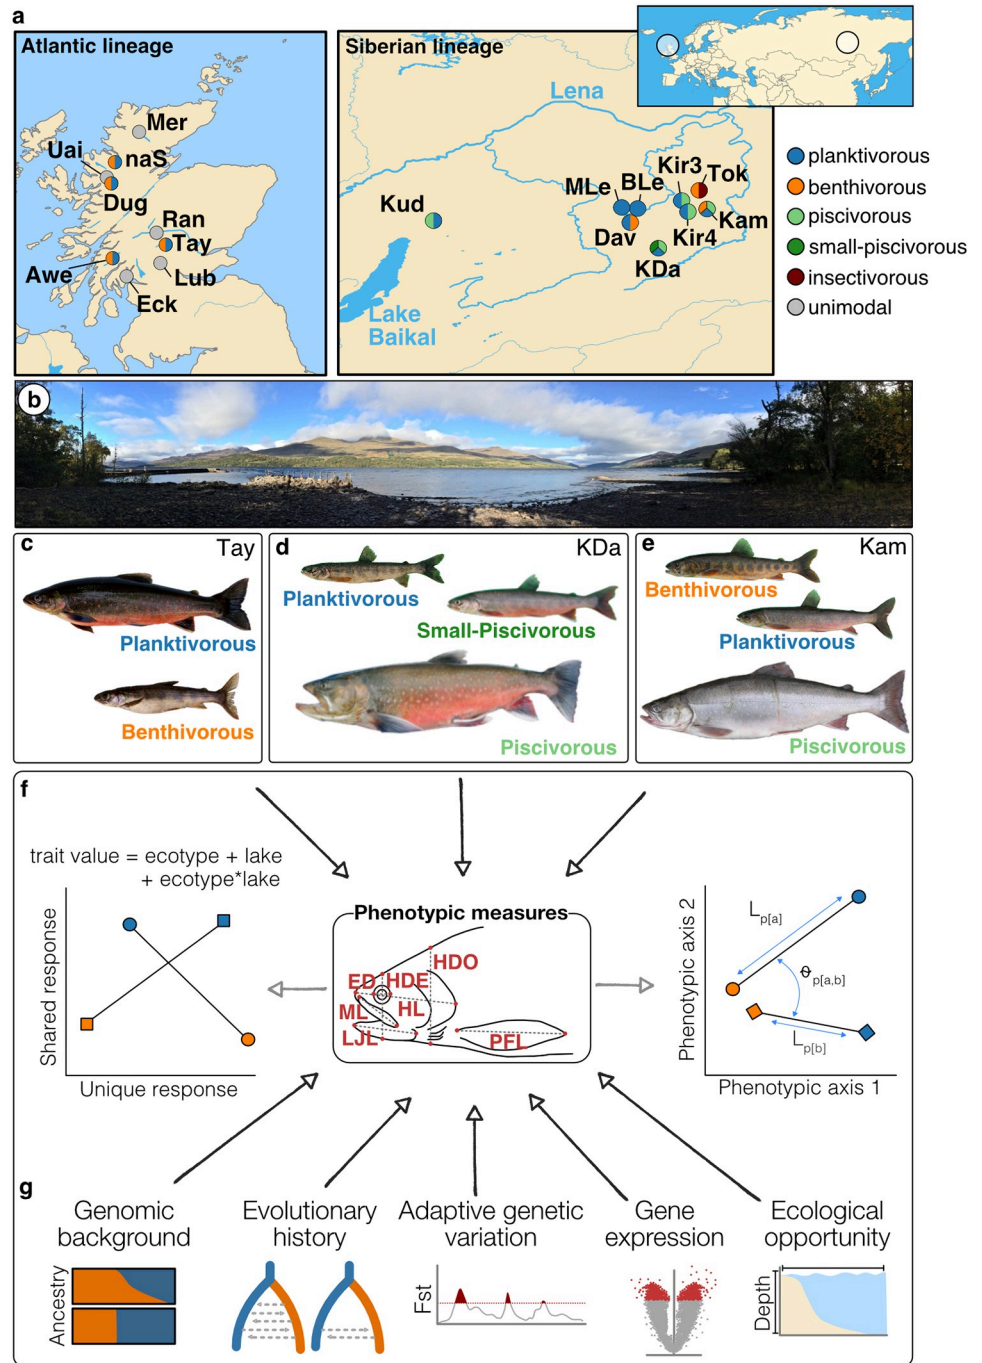 a
Atlantic lineage
Mer
Uai
naS
Dug
Ran
Tay
Awe
Lub
Eck
Siberian lineage
Lena
Kud
MLe
BLe
Kir3
Tok
Dav
Kir4
Kam
KDa
Lake
Baikal
planktivorous
benthivorous
piscivorous
small-piscivorous
insectivorous
unimodal
b
c
Tay
Planktivorous
Benthivorous
d
KDa
Planktivorous
Small-Piscivorous
Piscivorous
e
Kam
Benthivorous
Planktivorous
Piscivorous
f
trait value = ecotype + lake
+ ecotype*lake
Shared response
Unique response
Phenotypic measures
HDO
ED
HDE
ML
HL
LJL
PFL
Phenotypic axis 2
Lp[a]
ϑp[a,b]
Lp[b]
Phenotypic axis 1
g
Genomic
background
Ancestry
Evolutionary
history
Adaptive genetic
variation
Fst
Gene
expression
Ecological
opportunity
Depth